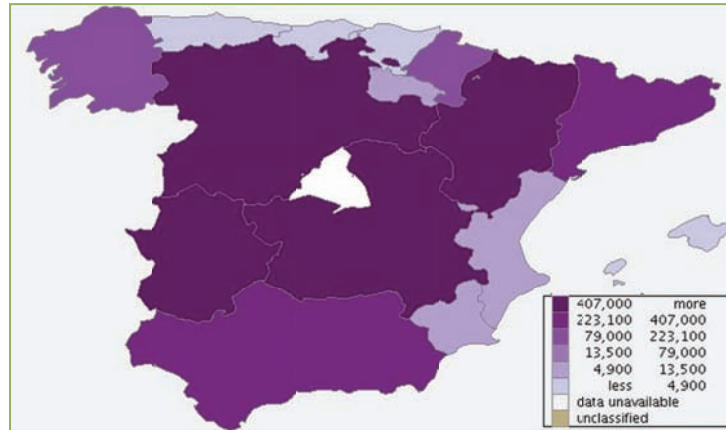 407,000 more
223,100 407,000
79,000 223,100
13,500 79,000
4,900 13,500
less 4,900
data unavailable
unclassified